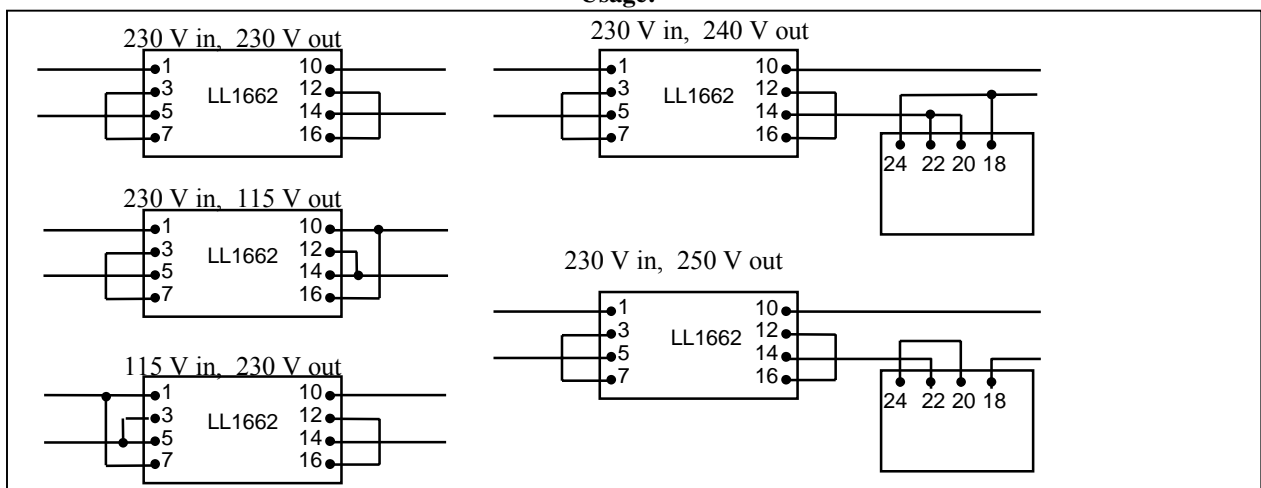 Usage:
230 V in, 230 V out
1 10
3 LL1662 12
5 14
7 16
230 V in, 115 V out
1 10
3 LL1662 12
5 14
7 16
115 V in, 230 V out
1 10
3 LL1662 12
5 14
7 16
230 V in, 240 V out
1 10
3 LL1662 12
5 14
7 16
24 22 20 18
230 V in, 250 V out
1 10
3 LL1662 12
5 14
7 16
24 22 20 18